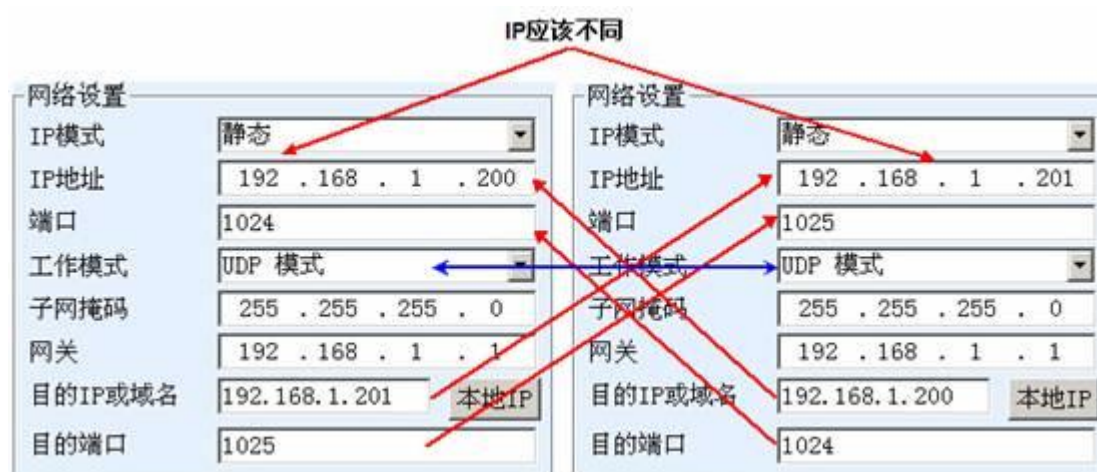 IP应该不同
网络设置
IP模式 静态
IP地址 192 . 168 . 1 . 200
端口 1024
工作模式 UDP 模式
子网掩码 255 . 255 . 255 . 0
网关 192 . 168 . 1 . 1
目的IP或域名 192.168.1.201 本地IP
目的端口 1025
网络设置
IP模式 静态
IP地址 192 . 168 . 1 . 201
端口 1025
工作模式 UDP 模式
子网掩码 255 . 255 . 255 . 0
网关 192 . 168 . 1 . 1
目的IP或域名 192.168.1.200 本地IP
目的端口 1024